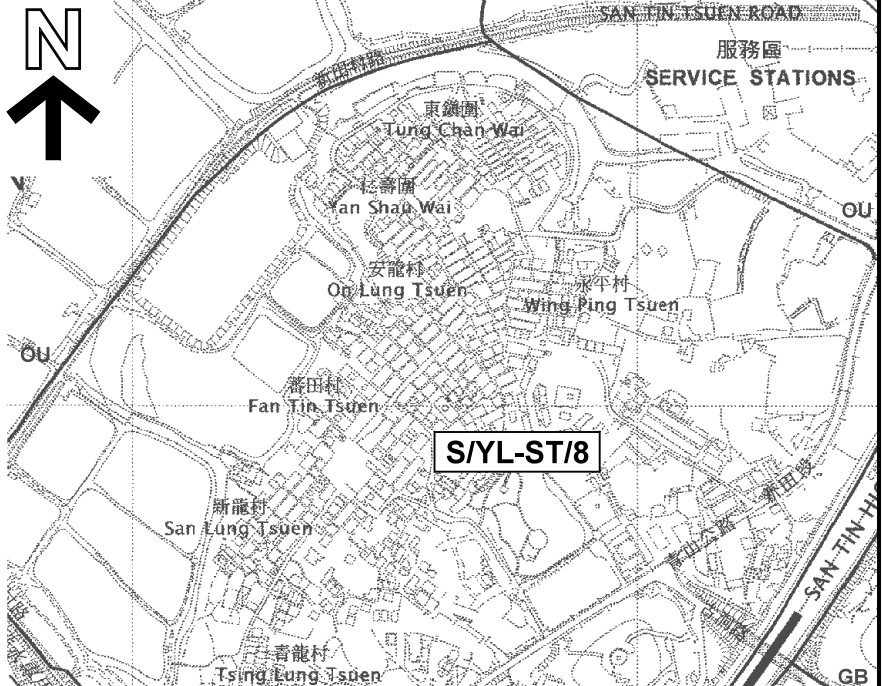 N
SAN TIN TSUEN ROAD
服務區
SERVICE STATIONS
新田村路
東鎮圍
Tung Chan Wai
仁壽圍
Yan Shau Wai
OU
安龍村
On Lung Tsuen
永平村
Wing Ping Tsuen
OU
蕃田村
Fan Tin Tsuen
S/YL-ST/8
新龍村
San Lung Tsuen
青山公路
新田段
SAN TIN HIG
青龍村
Tsing Lung Tsuen
GB